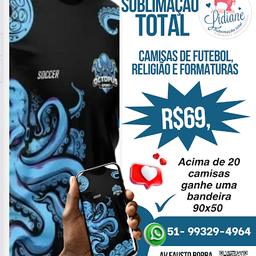 SUBLIMAÇÃO
TOTAL
Lidiane
CAMISAS DE FUTEBOL,
RELIGIÃO E FORMATURAS
SOCCER
OCTOPUS
R$69,
Acima de 20
camisas
ganhe uma
bandeira
90x50
51- 99329-4964
AV FAUSTO BORBA